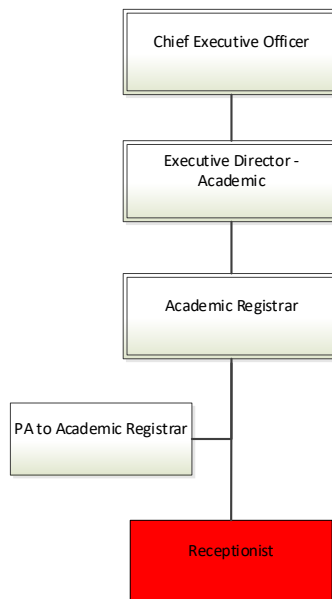 Chief Executive Officer
Executive Director -
Academic
Academic Registrar
PA to Academic Registrar
Receptionist